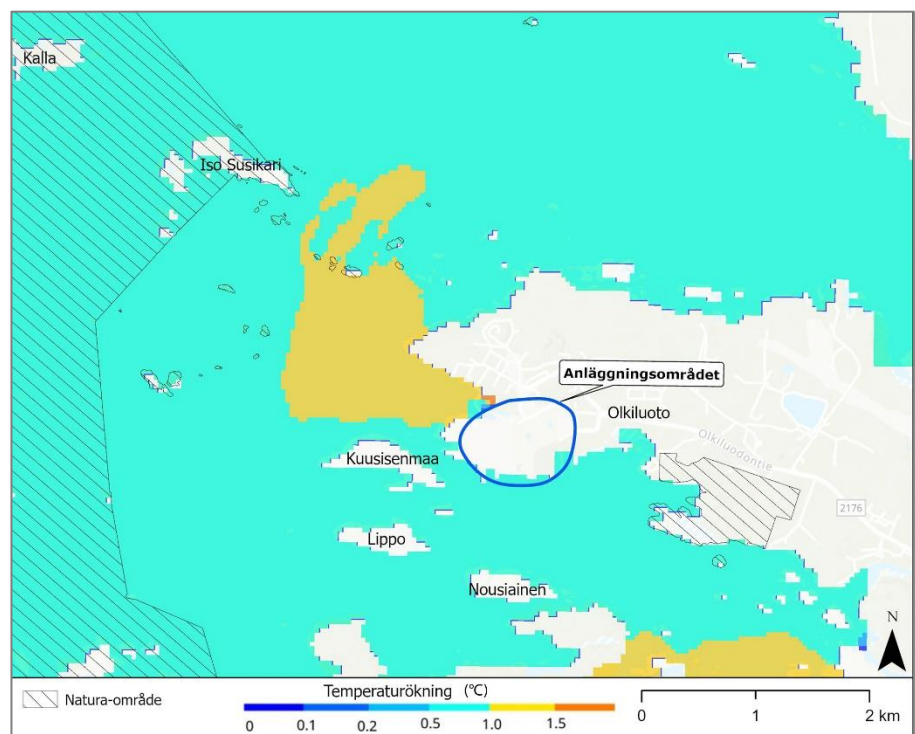 Kalla
Iso Susikari
Anläggningsområdet
Olkiluoto
Olkiluodontie
Kuusisenmaa
2176
Lippo
Nousiainen
N
Natura-område
Temperaturökning (°C)
0 0.1 0.2 0.5 1.0 1.5
0 1 2 km